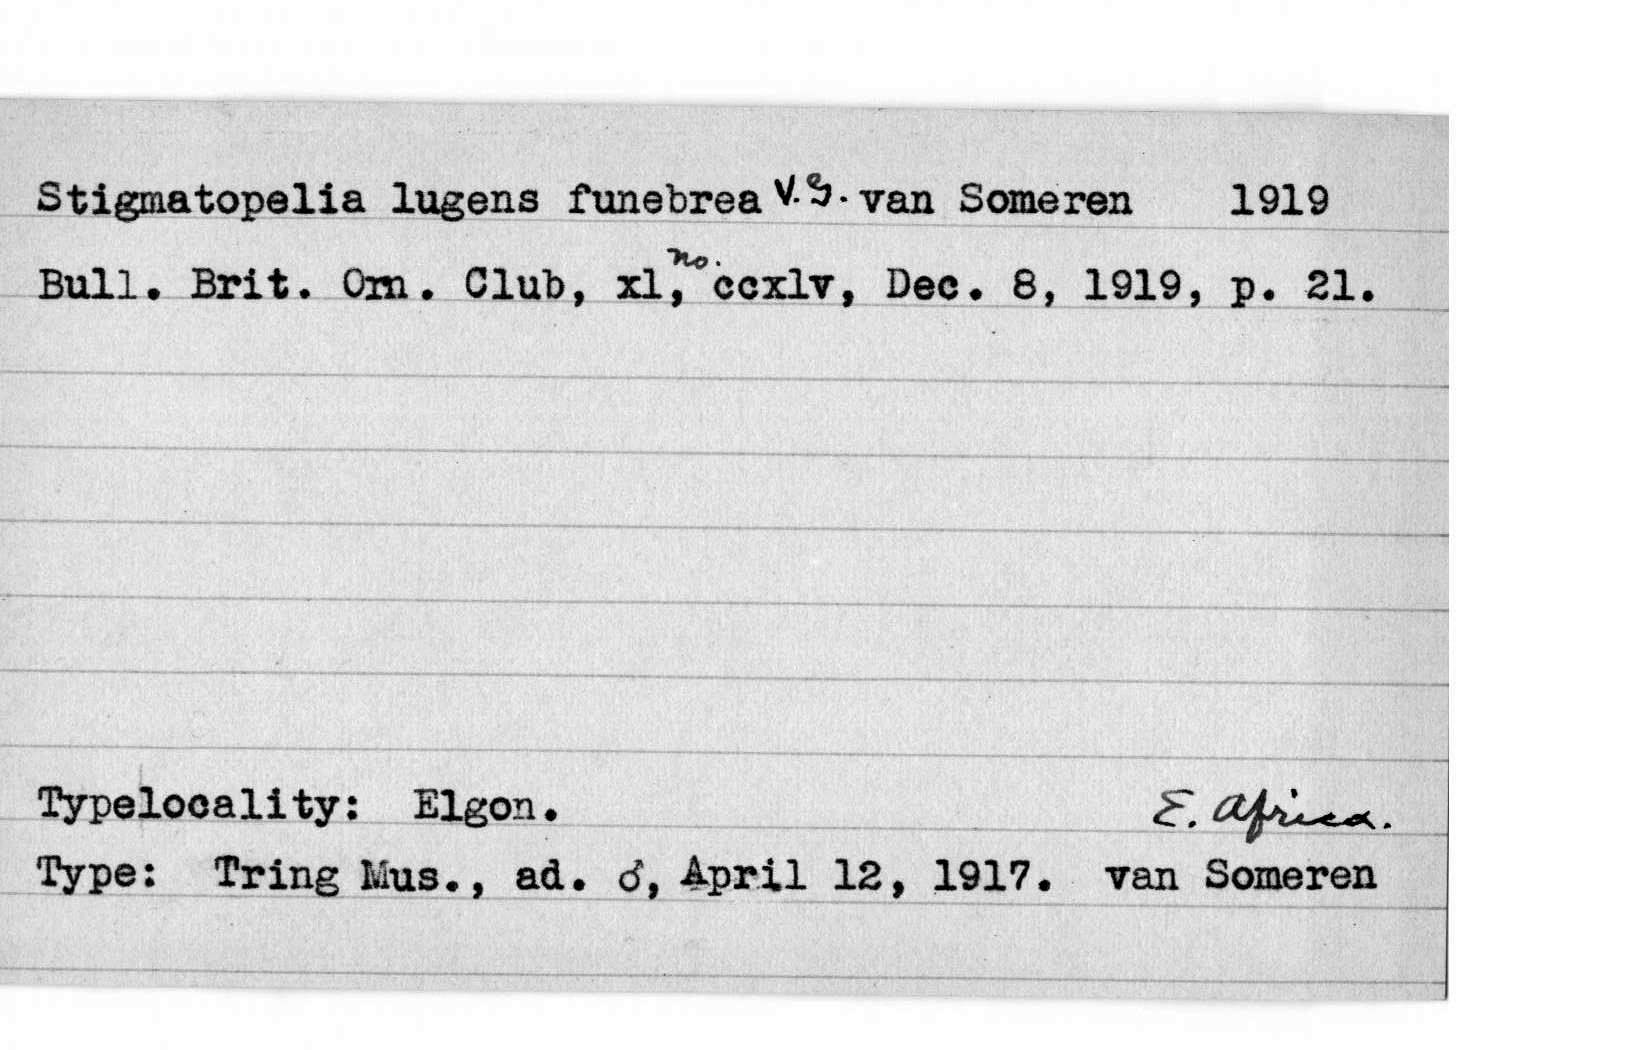 Stigmatopelia lugens funebrea V. G. van Someren 1919
Bull. Brit. Orn. Club, xl, no. ccxlv, Dec. 8, 1919, p. 21.
Typelocality: Elgon. E. Africa.
Type: Tring Mus., ad. ♂, April 12, 1917. van Someren